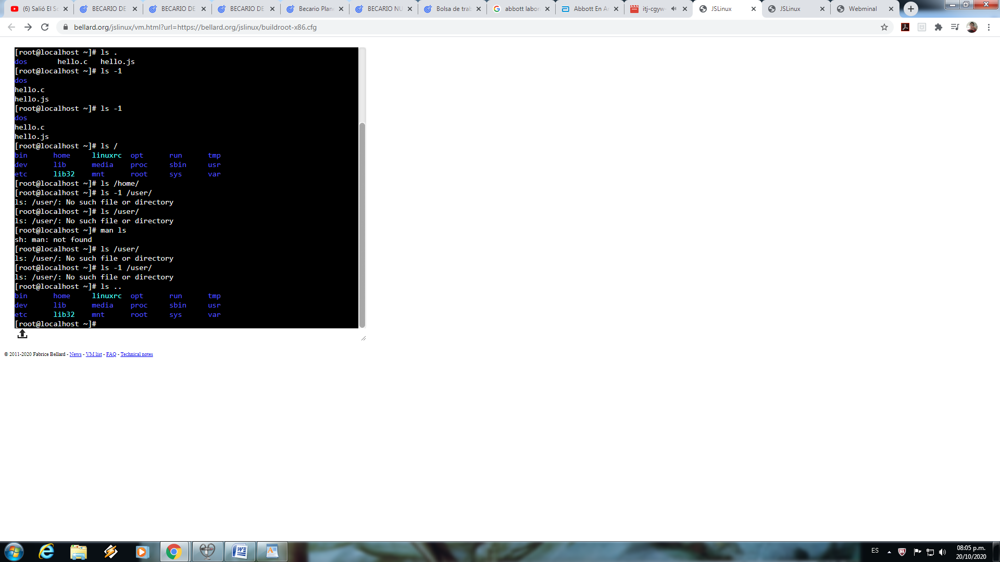 (6) Salió El So
BECARIO DE
BECARIO DE
BECARIO DE
Becario Plan
BECARIO NU
Bolsa de trab
abbott labor
Abbott En Ar
itj-cgyw-
JSLinux
JSLinux
Webminal
bellard.org/jslinux/vm.html?url=https://bellard.org/jslinux/buildroot-x86.cfg
[root@localhost ~]# ls .
dos hello.c hello.js
[root@localhost ~]# ls -1
dos
hello.c
hello.js
[root@localhost ~]# ls -1
dos
hello.c
hello.js
[root@localhost ~]# ls /
bin home linuxrc opt run tmp
dev lib media proc sbin usr
etc lib32 mnt root sys var
[root@localhost ~]# ls /home/
[root@localhost ~]# ls -1 /user/
ls: /user/: No such file or directory
[root@localhost ~]# ls /user/
ls: /user/: No such file or directory
[root@localhost ~]# man ls
sh: man: not found
[root@localhost ~]# ls /user/
ls: /user/: No such file or directory
[root@localhost ~]# ls -1 /user/
ls: /user/: No such file or directory
[root@localhost ~]# ls ..
bin home linuxrc opt run tmp
dev lib media proc sbin usr
etc lib32 mnt root sys var
[root@localhost ~]#
© 2011-2020 Fabrice Bellard - News - VM list - FAQ - Technical notes
ES
08:05 p.m.
20/10/2020